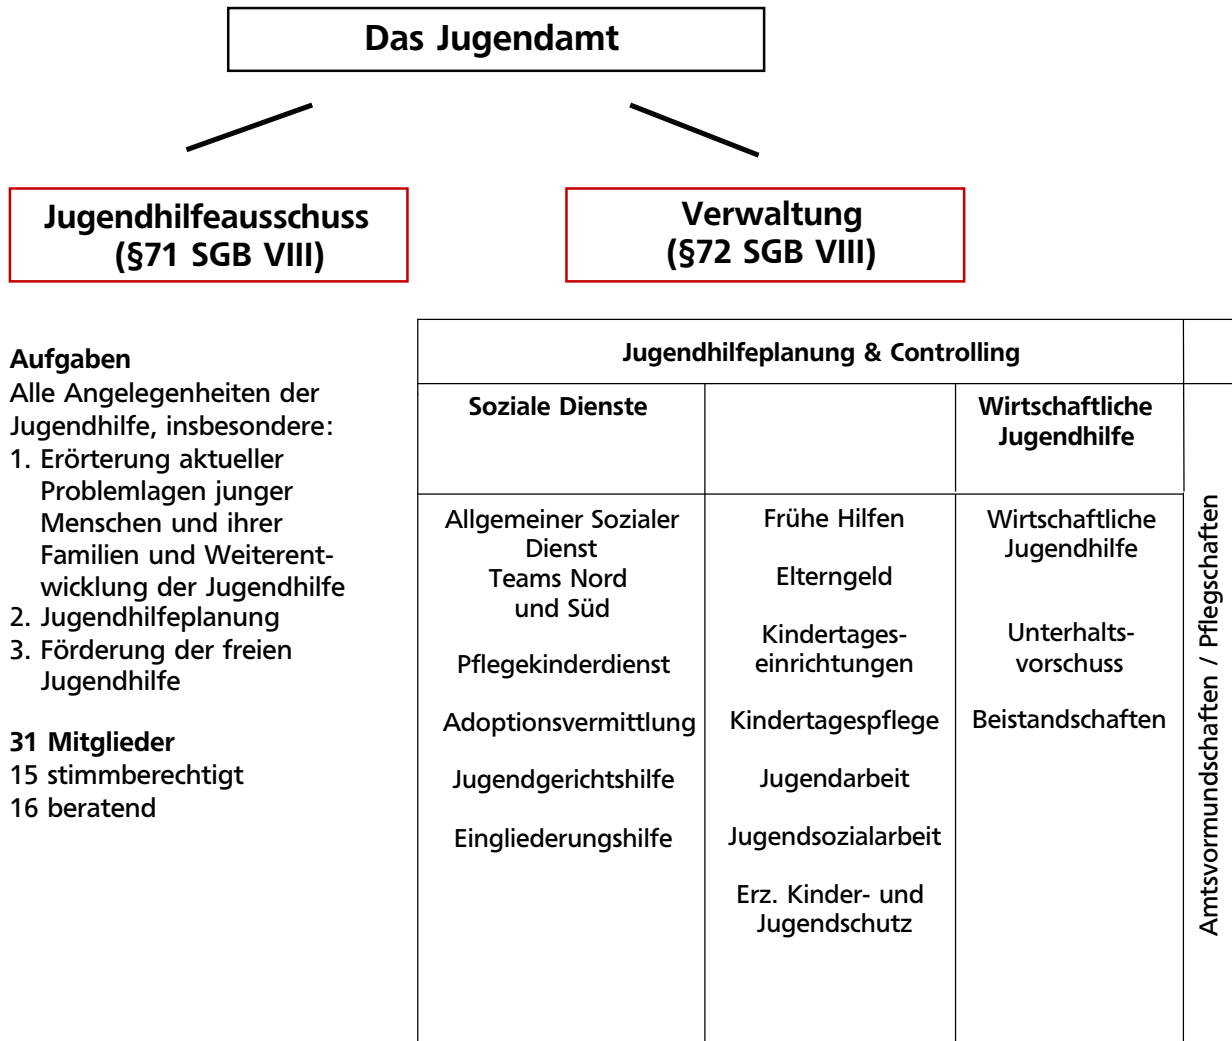 Das Jugendamt
Jugendhilfeausschuss
(§71 SGB VIII)
Verwaltung
(§72 SGB VIII)
Aufgaben
Alle Angelegenheiten der
Jugendhilfe, insbesondere:
1. Erörterung aktueller
Problemlagen junger
Menschen und ihrer
Familien und Weiterent-
wicklung der Jugendhilfe
2. Jugendhilfeplanung
3. Förderung der freien
Jugendhilfe
31 Mitglieder
15 stimmberechtigt
16 beratend
Jugendhilfeplanung & Controlling
Soziale Dienste
Allgemeiner Sozialer
Dienst
Teams Nord
und Süd
Pflegekinderdienst
Adoptionsvermittlung
Jugendgerichtshilfe
Eingliederungshilfe
Frühe Hilfen
Elterngeld
Kindertages-
einrichtungen
Kindertagespflege
Jugendarbeit
Jugendsozialarbeit
Erz. Kinder- und
Jugendschutz
Wirtschaftliche
Jugendhilfe
Wirtschaftliche
Jugendhilfe
Unterhalts-
vorschuss
Beistandschaften
Amtsvormundschaften / Pflegschaften